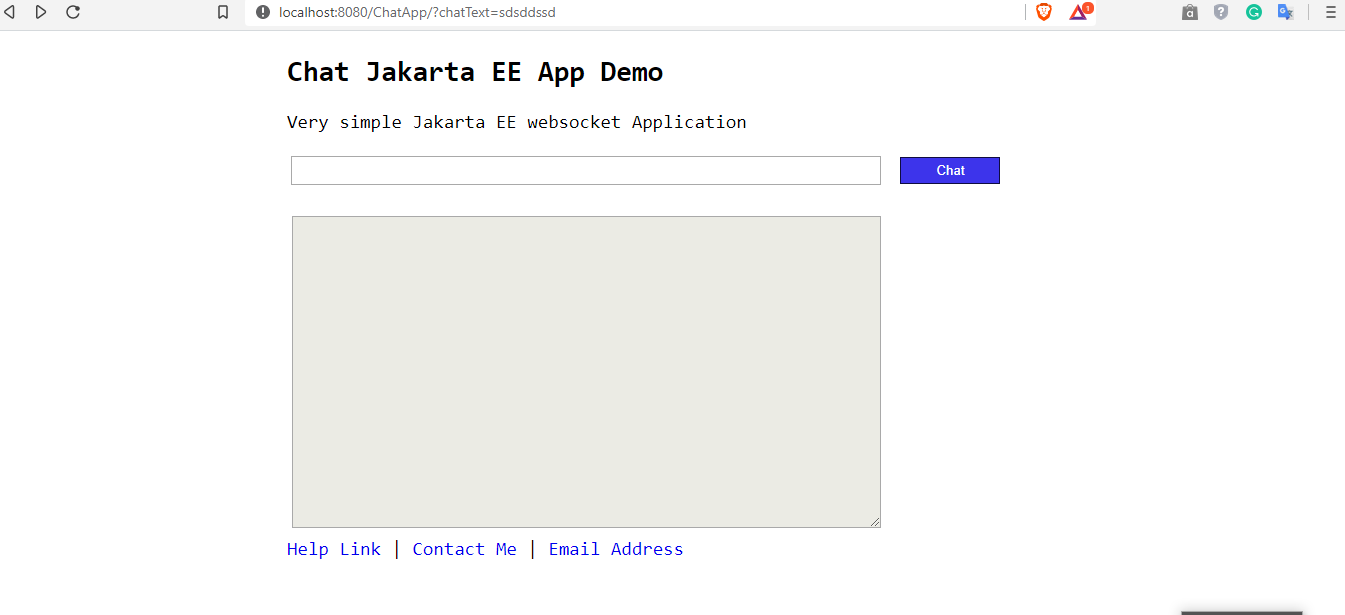 localhost:8080/ChatApp/?chatText=sdsddssd
1
Chat Jakarta EE App Demo
Very simple Jakarta EE websocket Application
Chat
Help Link | Contact Me | Email Address